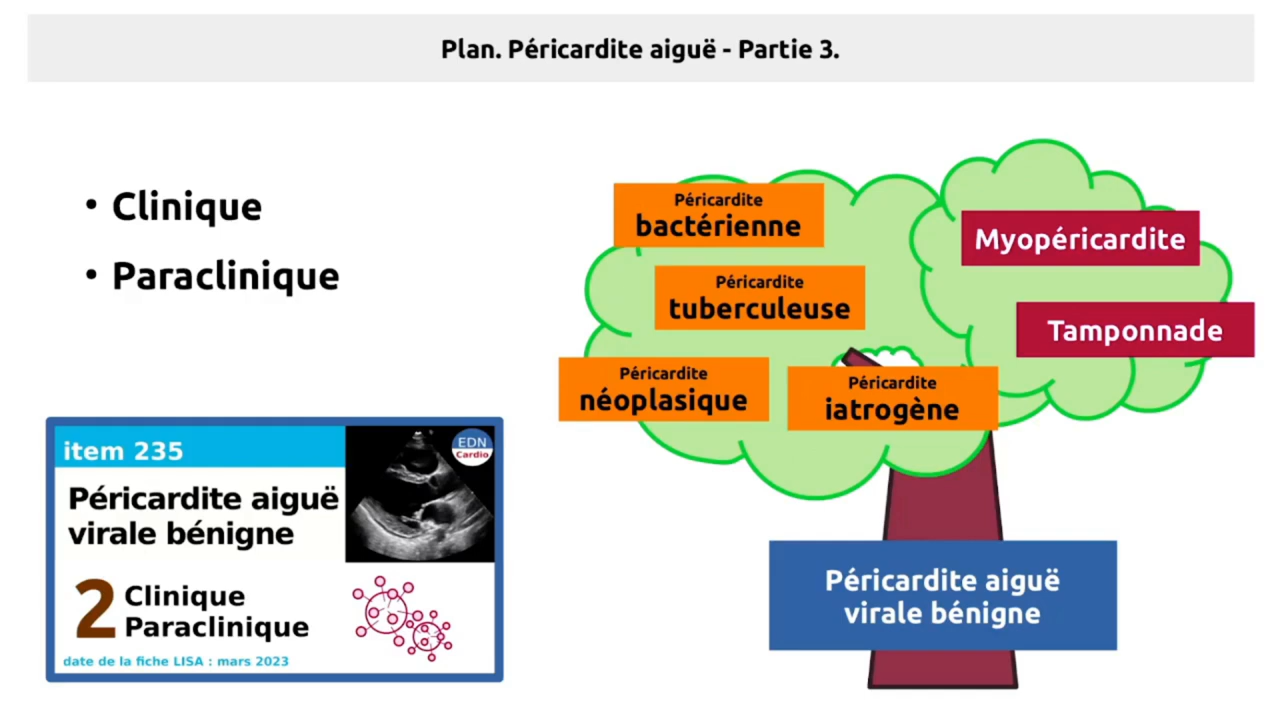 Plan. Péricardite aiguë - Partie 3.
• Clinique
• Paraclinique
Péricardite
bactérienne
Péricardite
tuberculeuse
Péricardite
néoplasique
Péricardite
iatrogène
Myopéricardite
Tamponnade
Péricardite aiguë
virale bénigne
item 235
EDN
Cardio
Péricardite aiguë
virale bénigne
2
Clinique
Paraclinique
date de la fiche LISA : mars 2023